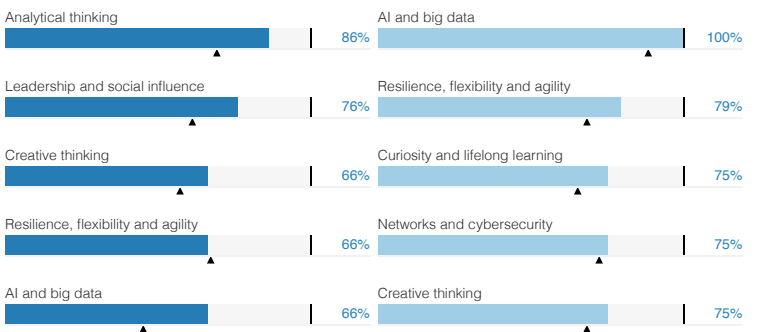 Analytical thinking
86%
Leadership and social influence
76%
Creative thinking
66%
Resilience, flexibility and agility
66%
AI and big data
66%
AI and big data
100%
Resilience, flexibility and agility
79%
Curiosity and lifelong learning
75%
Networks and cybersecurity
75%
Creative thinking
75%